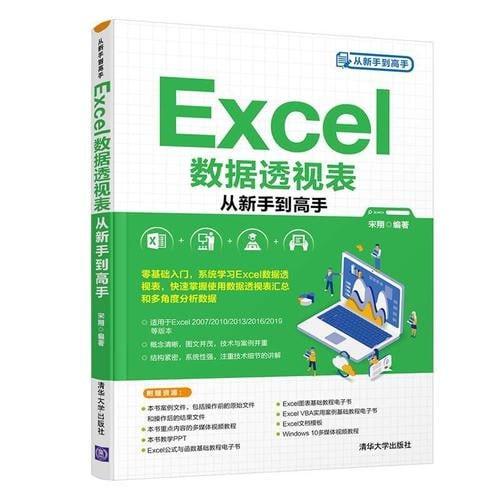 从新手到高手
Excel数据透视表
从新手到高手
宋翔 编著
清华大学出版社
从新手到高手
Excel
数据透视表
从新手到高手
宋翔 编著
零基础入门，系统学习Excel数据透
视表，快速掌握使用数据透视表汇总
和多角度分析数据
适用于Excel 2007/2010/2013/2016/2019
等版本
概念清晰，图文并茂，技术与案例并重
结构紧密，系统性强，注重技术细节的讲解
附赠资源：
本书案例文件，包括操作前的原始文
件和操作后的结果文件
本书重点内容的多媒体视频教程
本书教学PPT
Excel公式与函数基础教程电子书
Excel图表基础教程电子书
Excel VBA实用案例基础教程电子书
Excel文档模板
Windows 10多媒体视频教程
清华大学出版社